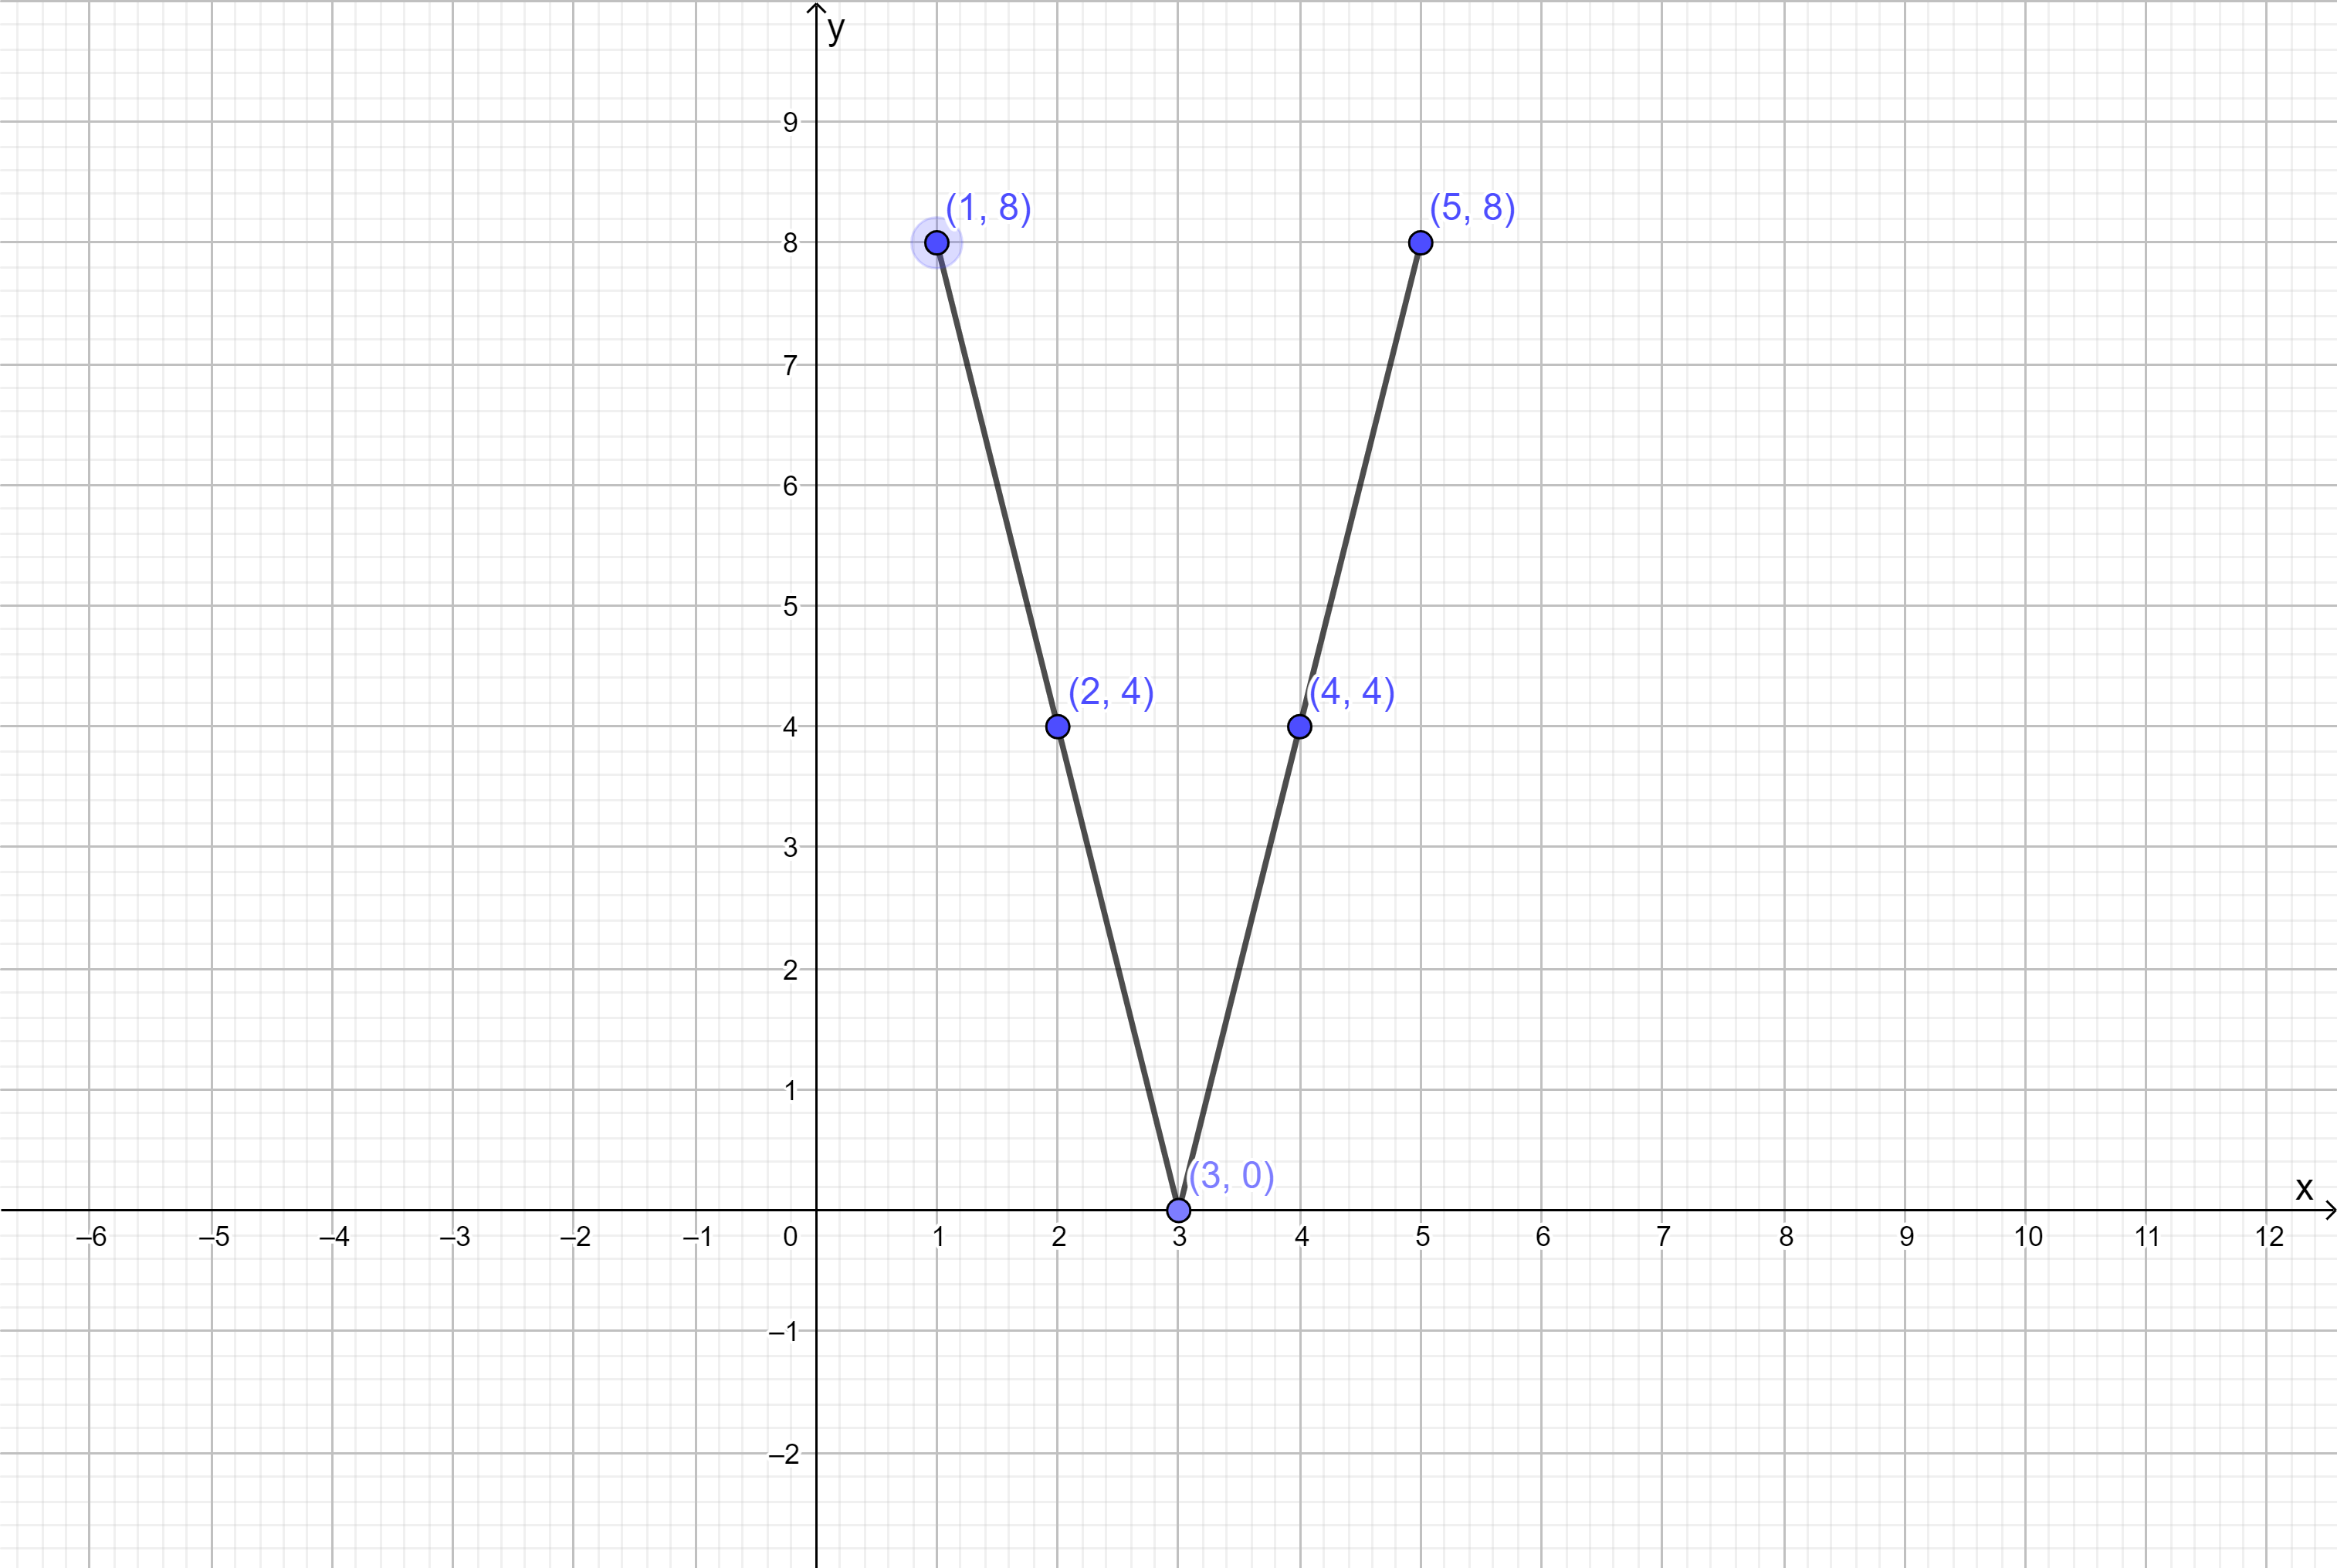 y
9
(1, 8) (5, 8)
8
7
6
5
(2, 4) (4, 4)
4
3
2
1
(3, 0)
x
–6 –5 –4 –3 –2 –1 0 1 2 3 4 5 6 7 8 9 10 11 12
–1
–2